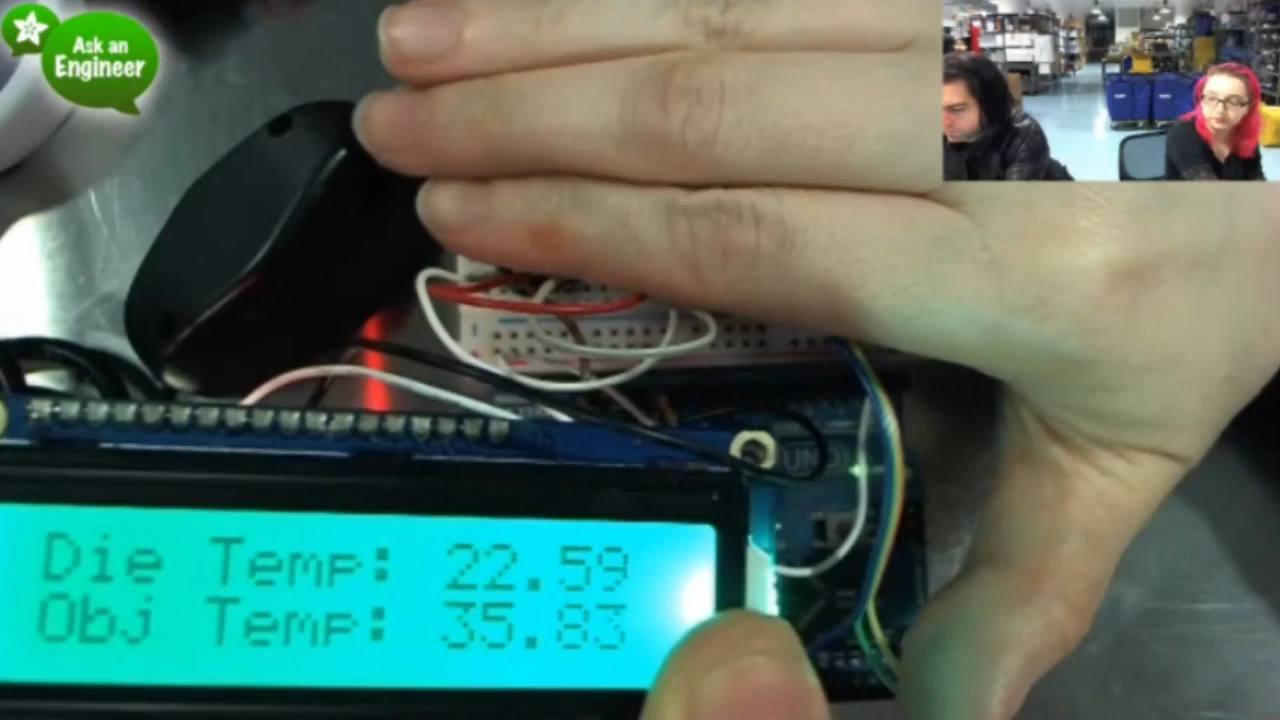 Ask an
Engineer
UNO
Die Temp: 22.59
Obj Temp: 35.83